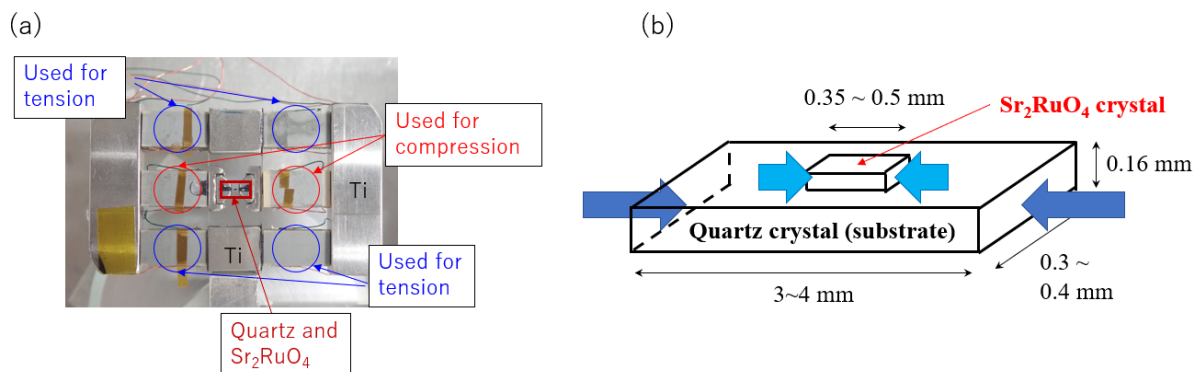 (a)
Used for
tension
Used for
compression
Ti
Ti
Used for
tension
Quartz and
Sr₂RuO₄
(b)
0.35 ~ 0.5 mm
Sr₂RuO₄ crystal
0.16 mm
Quartz crystal (substrate)
0.3 ~
0.4 mm
3~4 mm